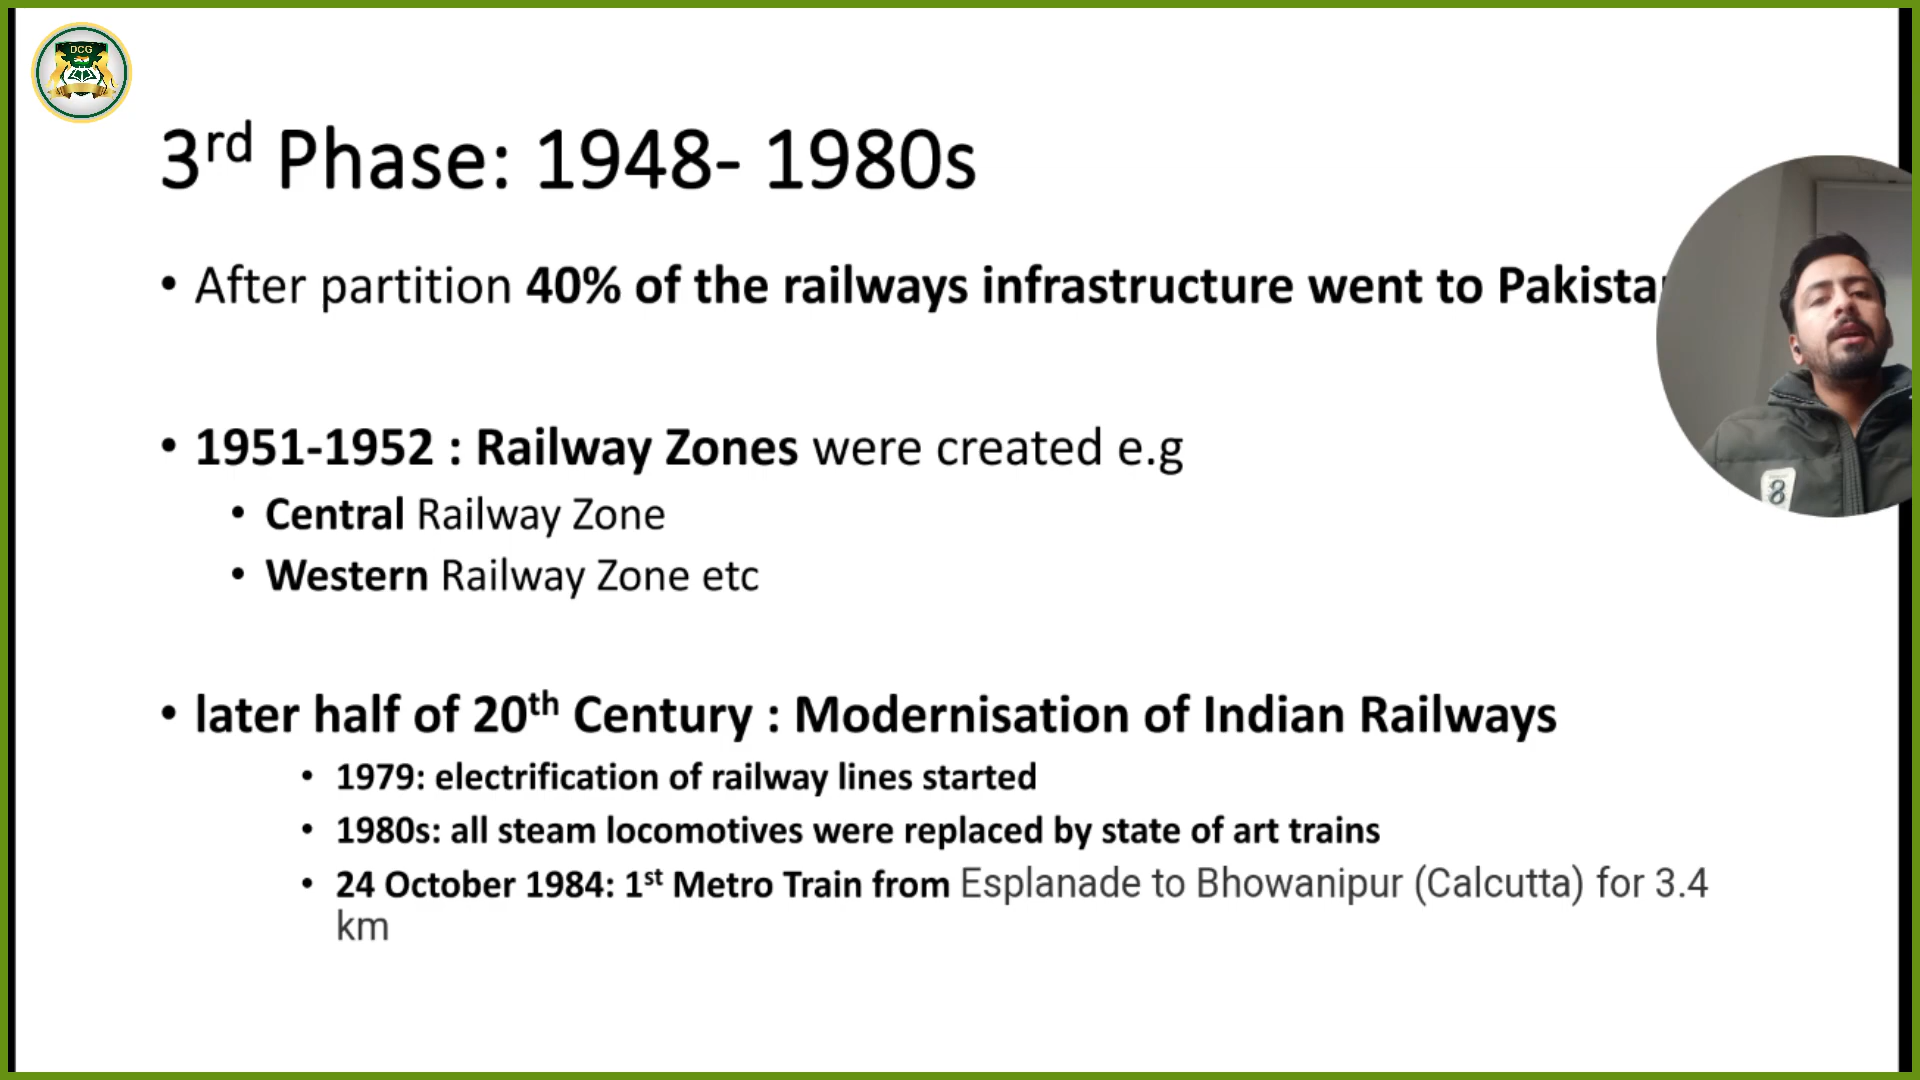 DCG
3rd Phase: 1948- 1980s
• After partition 40% of the railways infrastructure went to
• 1951-1952 : Railway Zones were created e.g
• Central Railway Zone
• Western Railway Zone etc
• later half of 20th Century : Modernisation of Indian Railways
• 1979: electrification of railway lines started
• 1980s: all steam locomotives were replaced by state of art trains
• 24 October 1984: 1st Metro Train from Esplanade to Bhowanipur (Calcutta) for 3.4
km
8